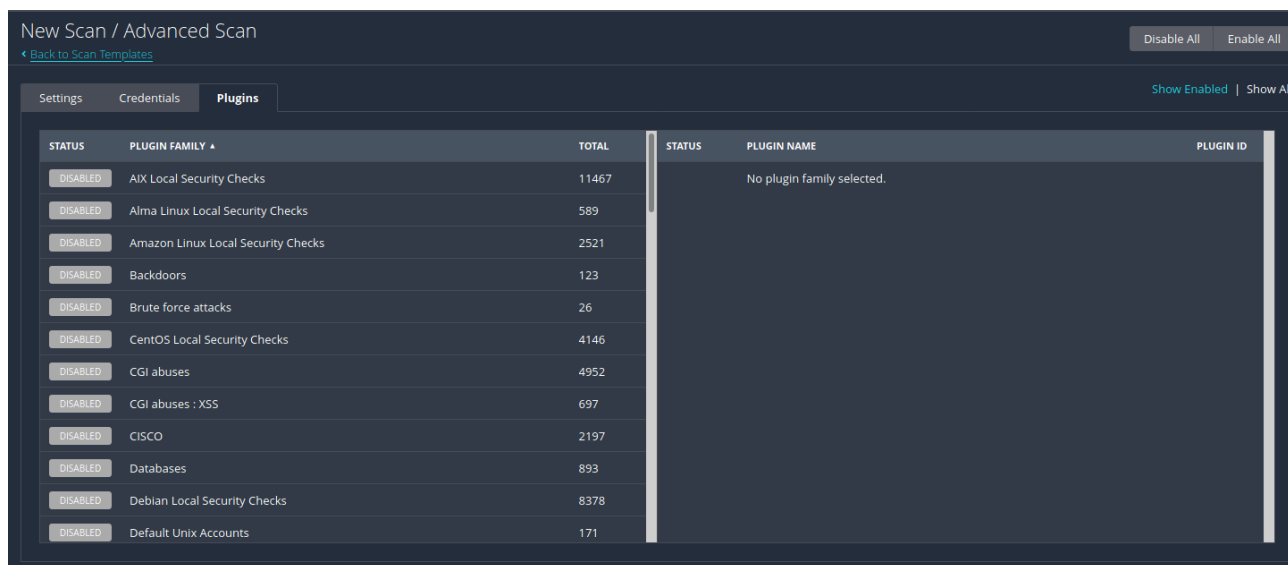 New Scan / Advanced Scan
Back to Scan Templates
Disable All Enable All
Settings Credentials Plugins
Show Enabled | Show
STATUS PLUGIN FAMILY TOTAL STATUS PLUGIN NAME PLUGIN ID
DISABLED AIX Local Security Checks 11467 No plugin family selected.
DISABLED Alma Linux Local Security Checks 589
DISABLED Amazon Linux Local Security Checks 2521
DISABLED Backdoors 123
DISABLED Brute force attacks 26
DISABLED CentOS Local Security Checks 4146
DISABLED CGI abuses 4952
DISABLED CGI abuses : XSS 697
DISABLED CISCO 2197
DISABLED Databases 893
DISABLED Debian Local Security Checks 8378
DISABLED Default Unix Accounts 171